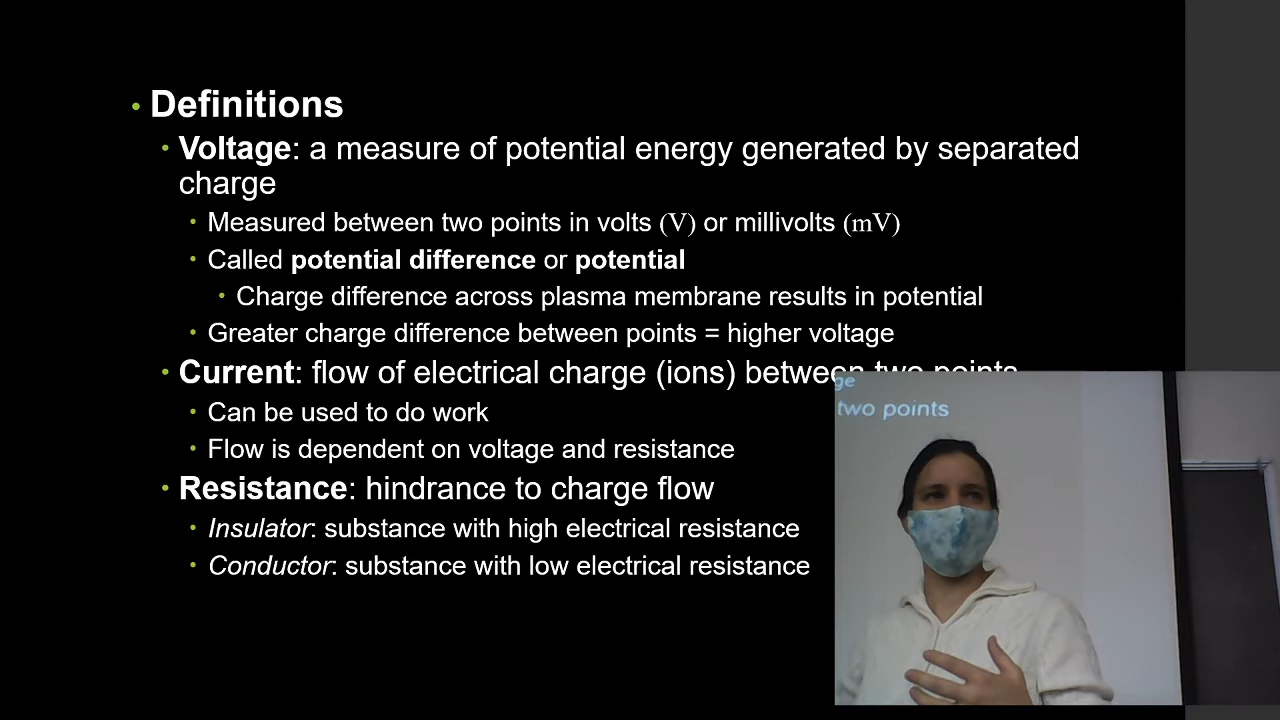 • Definitions
• Voltage: a measure of potential energy generated by separated
charge
• Measured between two points in volts (V) or millivolts (mV)
• Called potential difference or potential
• Charge difference across plasma membrane results in potential
• Greater charge difference between points = higher voltage
• Current: flow of electrical charge (ions) between two points
• Can be used to do work
• Flow is dependent on voltage and resistance
• Resistance: hindrance to charge flow
• Insulator: substance with high electrical resistance
• Conductor: substance with low electrical resistance
ge
two points